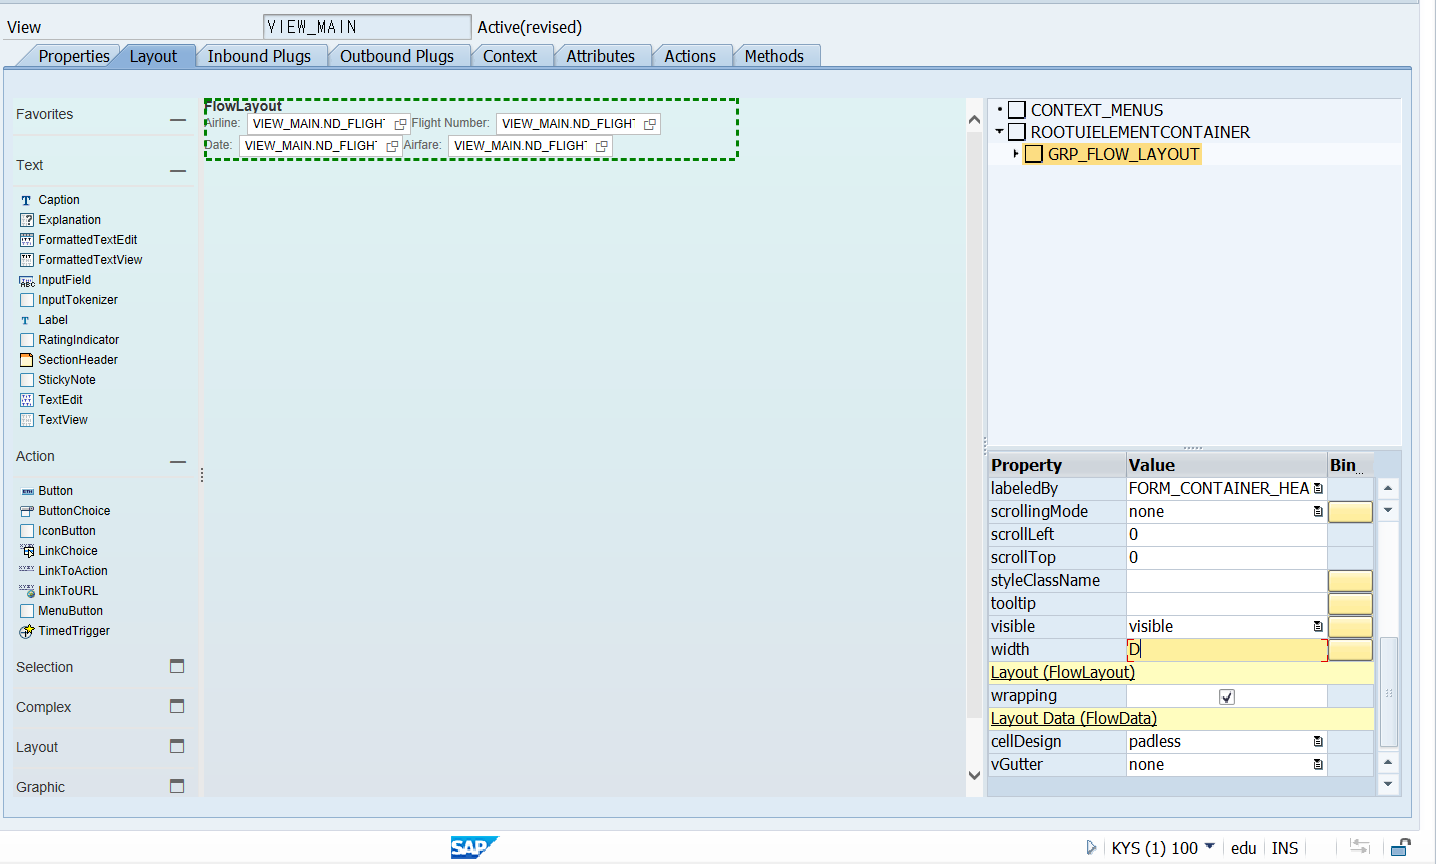 View VIEW_MAIN Active(revised)
Properties Layout Inbound Plugs Outbound Plugs Context Attributes Actions Methods
Favorites
Text
Caption
Explanation
FormattedTextEdit
FormattedTextView
InputField
InputTokenizer
Label
RatingIndicator
SectionHeader
StickyNote
TextEdit
TextView
Action
Button
ButtonChoice
IconButton
LinkChoice
LinkToAction
LinkToURL
MenuButton
TimedTrigger
Selection
Complex
Layout
Graphic
FlowLayout
Airline: VIEW_MAIN.ND_FLIGHT Flight Number: VIEW_MAIN.ND_FLIGHT
Date: VIEW_MAIN.ND_FLIGHT Airfare: VIEW_MAIN.ND_FLIGHT
CONTEXT_MENUS
ROOTUIELEMENTCONTAINER
GRP_FLOW_LAYOUT
Property Value Bin...
labeledBy FORM_CONTAINER_HEA
scrollingMode none
scrollLeft 0
scrollTop 0
styleClassName
tooltip
visible visible
width D
Layout (FlowLayout)
wrapping
Layout Data (FlowData)
cellDesign padless
vGutter none
SAP
KYS (1) 100 edu INS